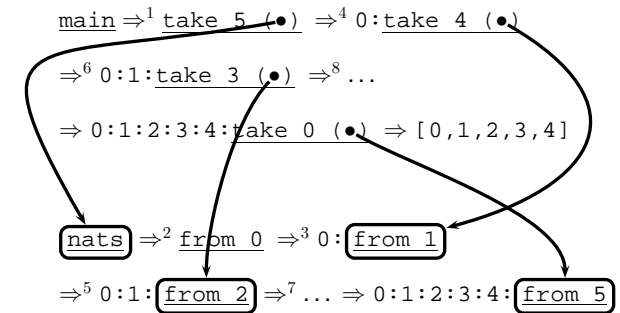 main ⇒¹ take 5 (•) ⇒⁴ 0:take 4 (•)
⇒⁶ 0:1:take 3 (•) ⇒⁸ ...
⇒ 0:1:2:3:4:take 0 (•) ⇒ [0,1,2,3,4]
nats ⇒² from 0 ⇒³ 0:from 1
⇒⁵ 0:1:from 2 ⇒⁷ ... ⇒ 0:1:2:3:4:from 5